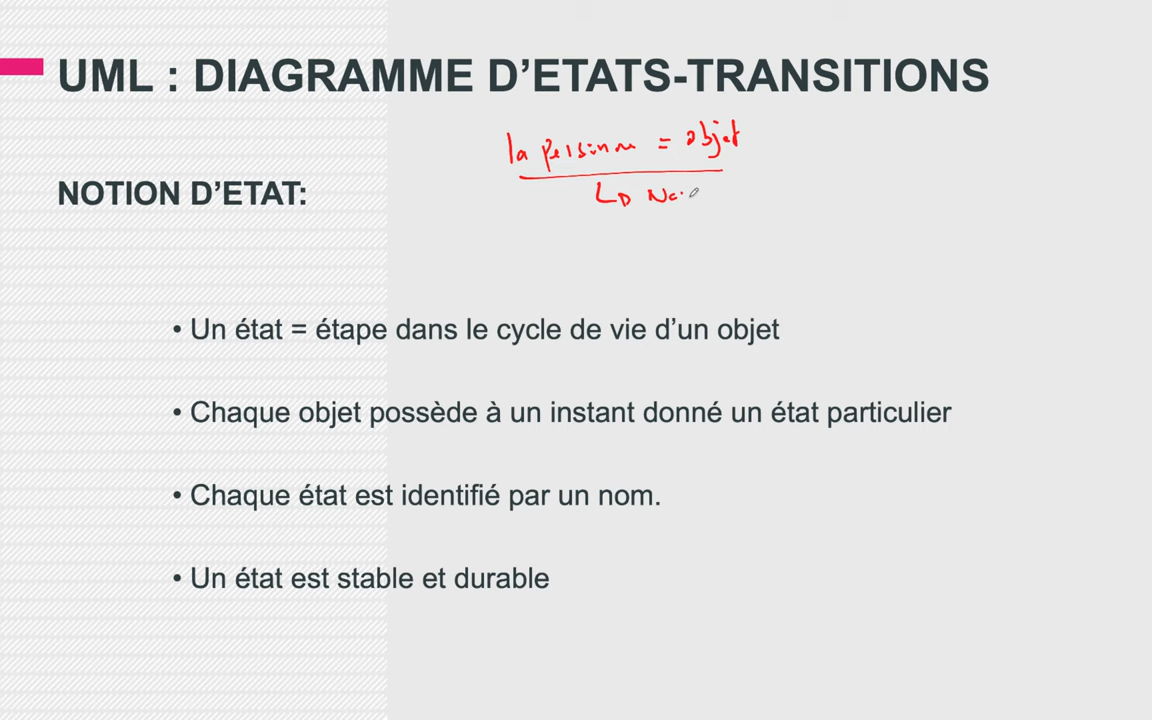 UML : DIAGRAMME D’ETATS-TRANSITIONS
la personne = objet
NOTION D’ETAT:
• Un état = étape dans le cycle de vie d’un objet
• Chaque objet possède à un instant donné un état particulier
• Chaque état est identifié par un nom.
• Un état est stable et durable